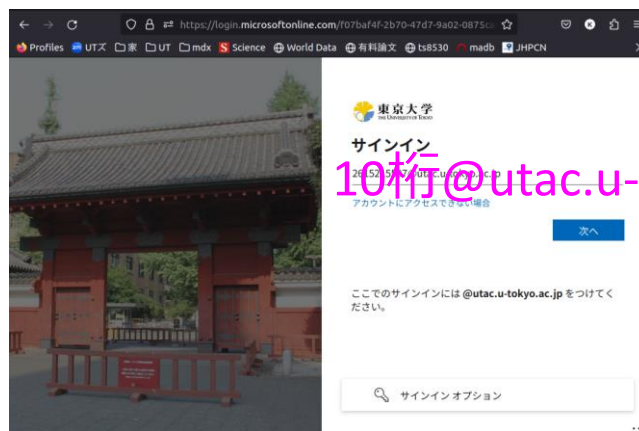 https://login.microsoftonline.com/f07baf4f-2b70-47d7-9a02-0875c
Profiles UTZ 家 UT mdx Science World Data 有料論文 ts8530 madb JHPCN
東京大学
THE UNIVERSITY OF TOKYO
サインイン
10桁@utac.u-
アカウントにアクセスできない場合
次へ
ここでのサインインには @utac.u-tokyo.ac.jp をつけてく
ださい。
サインイン オプション